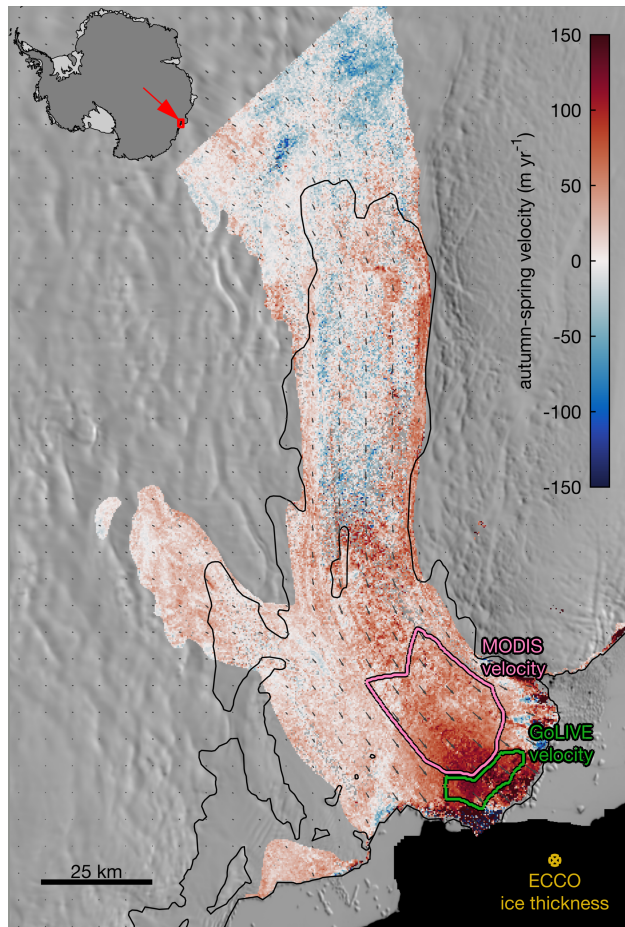 150
100
50
0
-50
-100
-150
autumn-spring velocity (m yr⁻¹)
MODIS
velocity
GoLIVE
velocity
25 km
ECCO
ice thickness